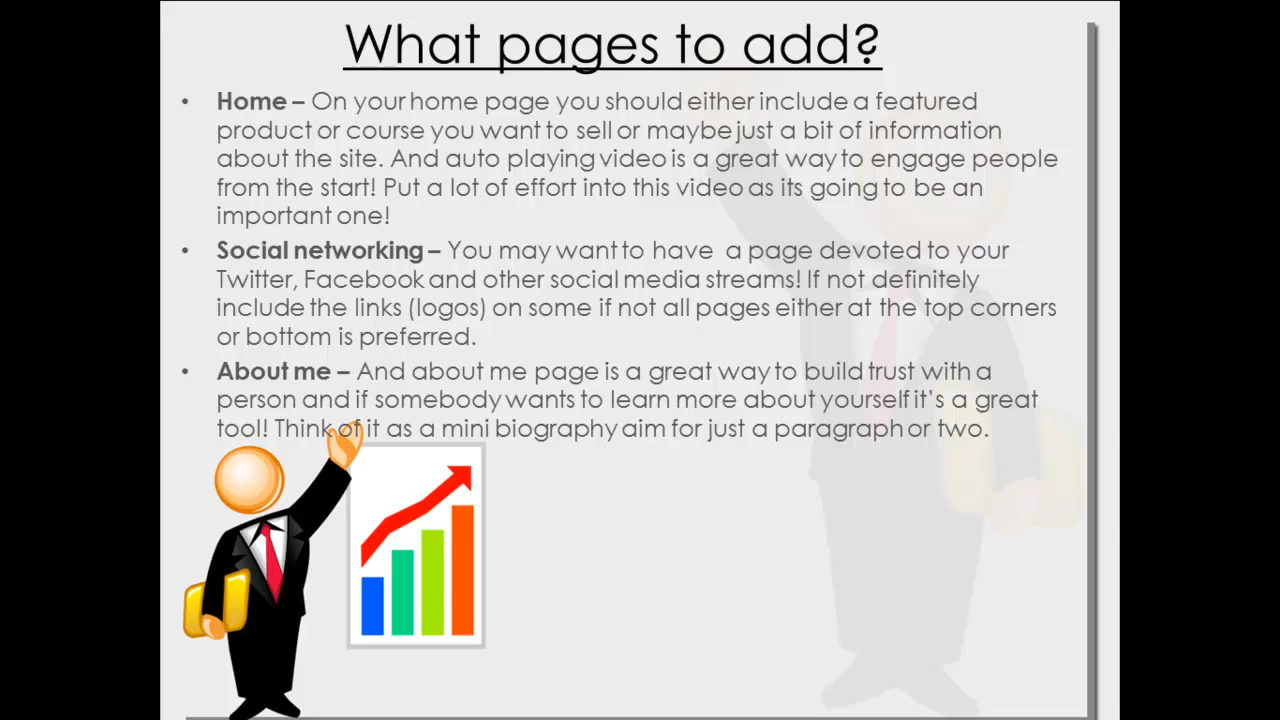 What pages to add?
• Home – On your home page you should either include a featured
product or course you want to sell or maybe just a bit of information
about the site. And auto playing video is a great way to engage people
from the start! Put a lot of effort into this video as its going to be an
important one!
• Social networking – You may want to have a page devoted to your
Twitter, Facebook and other social media streams! If not definitely
include the links (logos) on some if not all pages either at the top corners
or bottom is preferred.
• About me – And about me page is a great way to build trust with a
person and if somebody wants to learn more about yourself it's a great
tool! Think of it as a mini biography aim for just a paragraph or two.